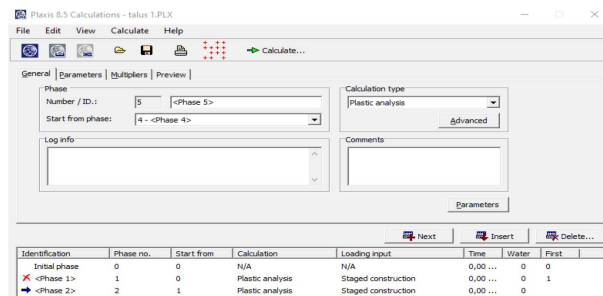 Plaxis 8.5 Calculations - talus 1.PLX
File Edit View Calculate Help
Calculate...
General Parameters Multipliers Preview
Phase
Number / ID.: 5 <Phase 5>
Start from phase: 4 - <Phase 4>
Calculation type
Plastic analysis
Advanced
Log info
Comments
Parameters
Next Insert Delete...
Identification Phase no. Start from Calculation Loading input Time Water First
Initial phase 0 0 N/A N/A 0,00 ... 0 0
<Phase 1> 1 0 Plastic analysis Staged construction 0,00 ... 0 1
<Phase 2> 2 1 Plastic analysis Staged construction 0,00 ... 0